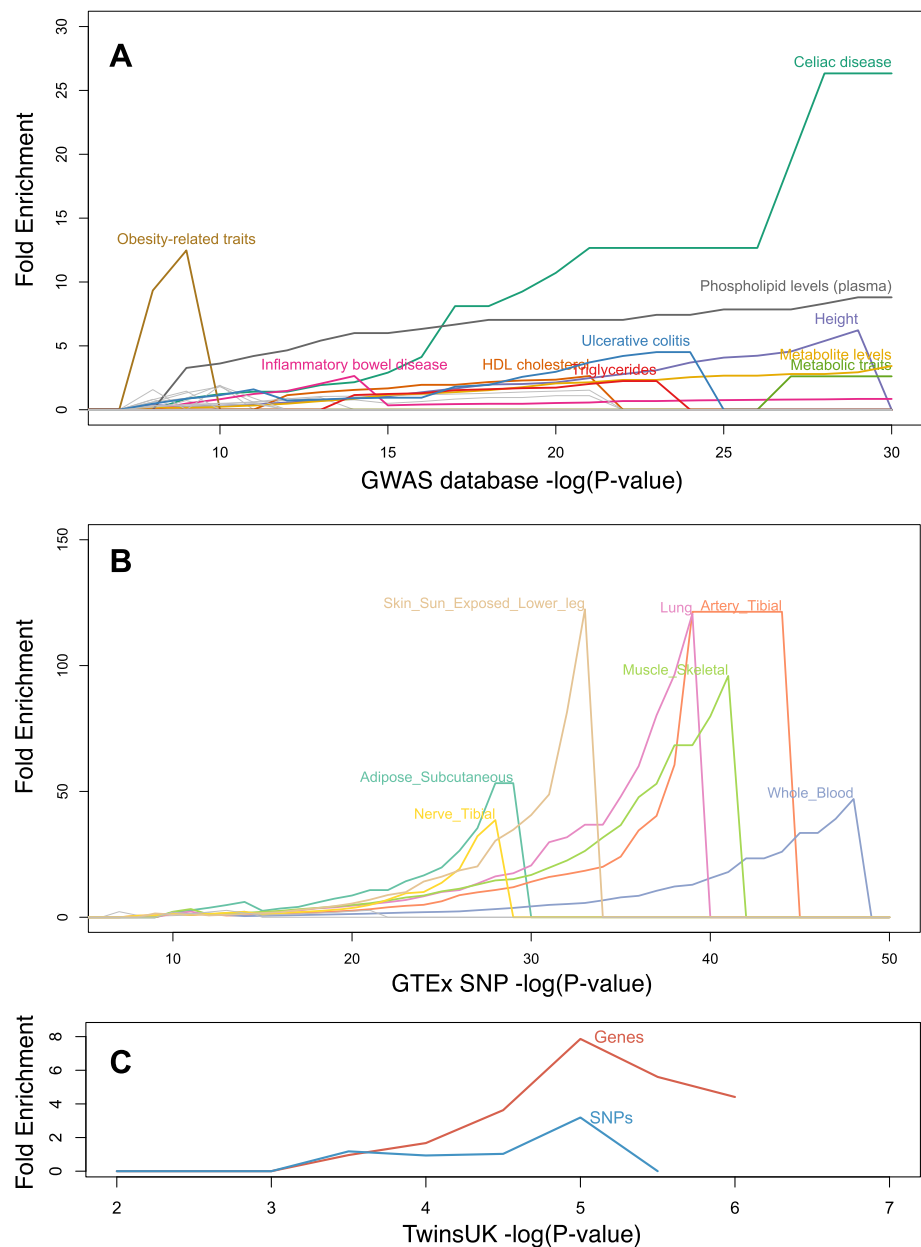 A
Fold Enrichment
30
25
20
15
10
5
0
Celiac disease
Obesity-related traits
Phospholipid levels (plasma)
Height
Ulcerative colitis
Metabolite levels
Inflammatory bowel disease
HDL cholesterol
Triglycerides
Metabolic traits
10 15 20 25 30
GWAS database -log(P-value)
B
Fold Enrichment
150
100
50
0
Skin_Sun_Exposed_Lower_leg
Lung
Artery_Tibial
Muscle_Skeletal
Adipose_Subcutaneous
Whole_Blood
Nerve_Tibial
10 20 30 40 50
GTEx SNP -log(P-value)
C
Fold Enrichment
8
6
4
2
0
Genes
SNPs
2 3 4 5 6 7
TwinsUK -log(P-value)